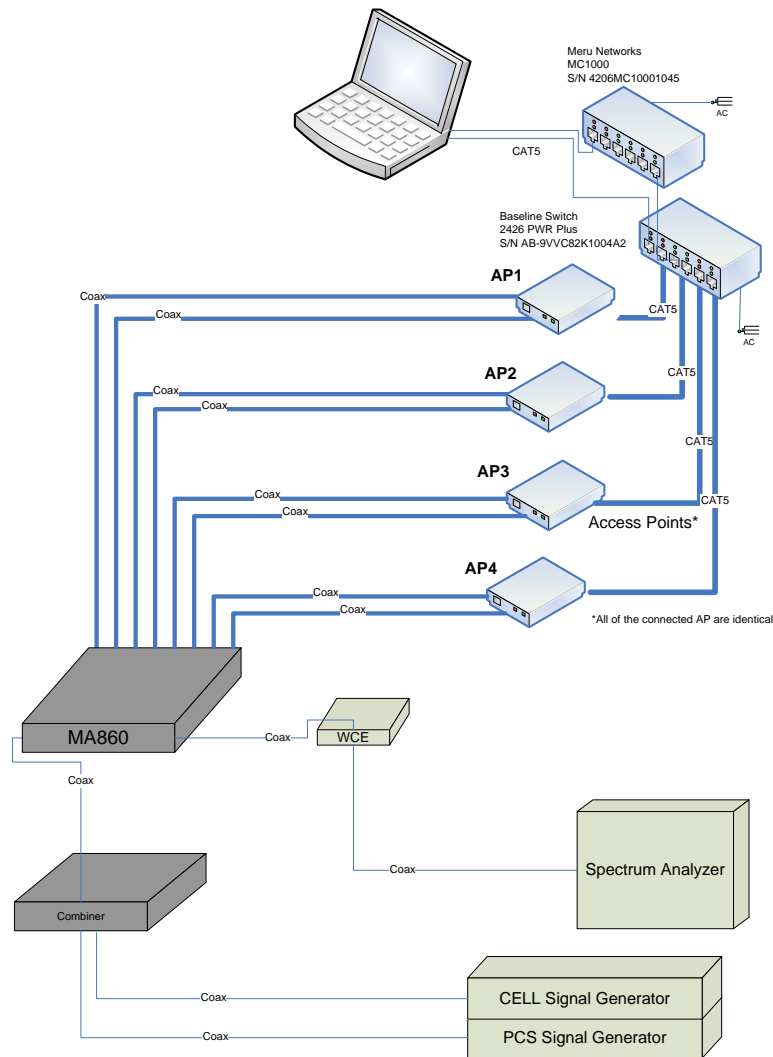 Meru Networks
MC1000
S/N 4206MC10001045
AC
CAT5
Baseline Switch
2426 PWR Plus
S/N AB-9VVC82K1004A2
AP1
Coax
CAT5
Coax
AC
AP2
CAT5
Coax
Coax
CAT5
AP3
Coax
CAT5
Coax
Access Points*
AP4
Coax
Coax
*All of the connected AP are identical
MA860
Coax
WCE
Coax
Coax
Spectrum Analyzer
Combiner
Coax
CELL Signal Generator
Coax
PCS Signal Generator